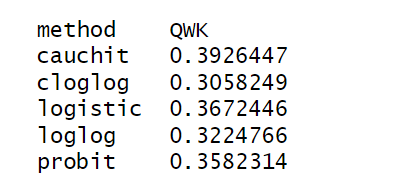 method QWK
cauchit 0.3926447
cloglog 0.3058249
logistic 0.3672446
loglog 0.3224766
probit 0.3582314